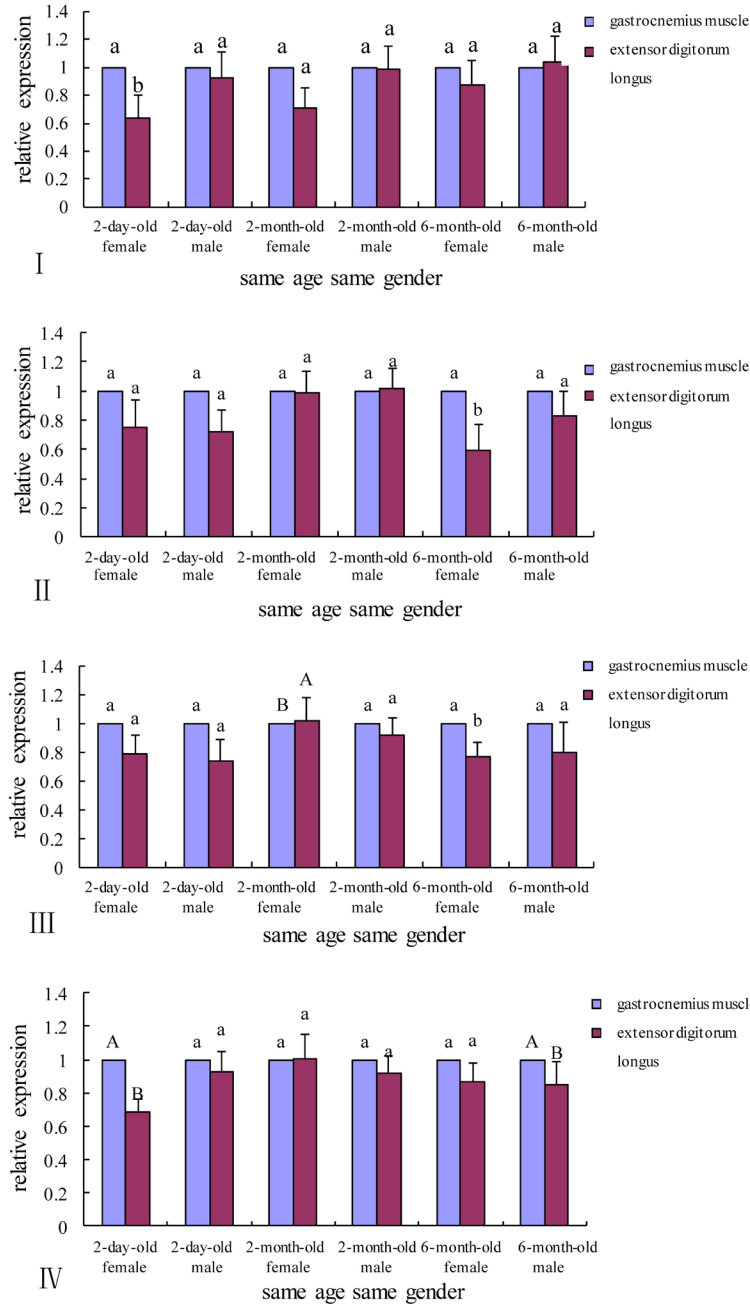 gastrocnemius muscle
extensor digitorum
longus
relative expression
1.4
1.2
1
0.8
0.6
0.4
0.2
0
a
b
a
a
a
a
a
a
a
a
a
a
2-day-old
female
2-day-old
male
2-month-old
female
2-month-old
male
6-month-old
female
6-month-old
male
I
same age same gender
gastrocnemius muscle
extensor digitorum
longus
relative expression
1.4
1.2
1
0.8
0.6
0.4
0.2
0
a
a
a
a
a
a
a
a
a
b
a
a
2-day-old
female
2-day-old
male
2-month-old
female
2-month-old
male
6-month-old
female
6-month-old
male
II
same age same gender
gastrocnemius muscle
extensor digitorum
longus
relative expression
1.4
1.2
1
0.8
0.6
0.4
0.2
0
a
a
a
a
B
A
a
a
a
b
a
a
2-day-old
female
2-day-old
male
2-month-old
female
2-month-old
male
6-month-old
female
6-month-old
male
III
same age same gender
gastrocnemius muscle
extensor digitorum
longus
relative expression
1.4
1.2
1
0.8
0.6
0.4
0.2
0
A
B
a
a
a
a
a
a
a
a
A
B
2-day-old
female
2-day-old
male
2-month-old
female
2-month-old
male
6-month-old
female
6-month-old
male
IV
same age same gender